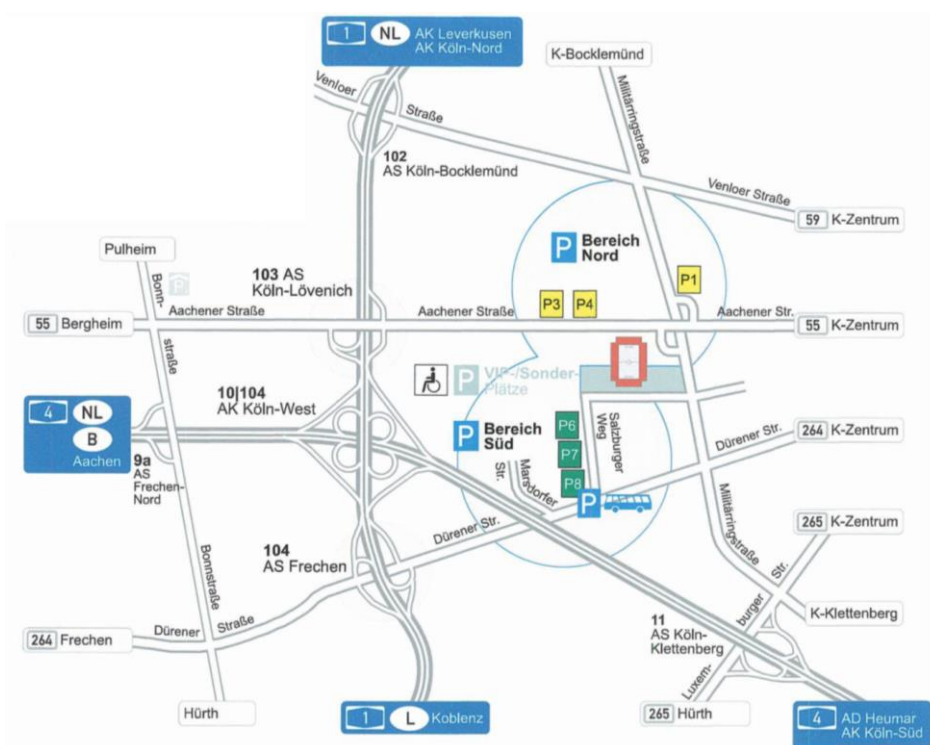 1 NL AK Leverkusen
AK Köln-Nord
K-Bocklemünd
Venloer
Straße
Militärringstraße
102
AS Köln-Bocklemünd
Venloer Straße
59 K-Zentrum
Pulheim
P Bereich
Nord
103 AS
Köln-Lövenich
P1
Bonn-
P3 P4
Aachener Straße
Aachener Straße
Aachener Str.
55 Bergheim
55 K-Zentrum
straße
P VIP-/Sonder-
Plätze
10|104
AK Köln-West
4 NL
B
Aachen
P Bereich
Süd
P6
P7
P8
Salzburger
Weg
Dürener Str.
264 K-Zentrum
9a
AS
Frechen-
Nord
Marsdorfer
Str.
P
265 K-Zentrum
Dürener Str.
Militärringstraße
104
AS Frechen
Bonnstraße
burger Str.
K-Klettenberg
264 Frechen
Dürener
Straße
11
AS Köln-
Klettenberg
Luxem-
Hürth
1 L Koblenz
265 Hürth
4 AD Heumar
AK Köln-Süd